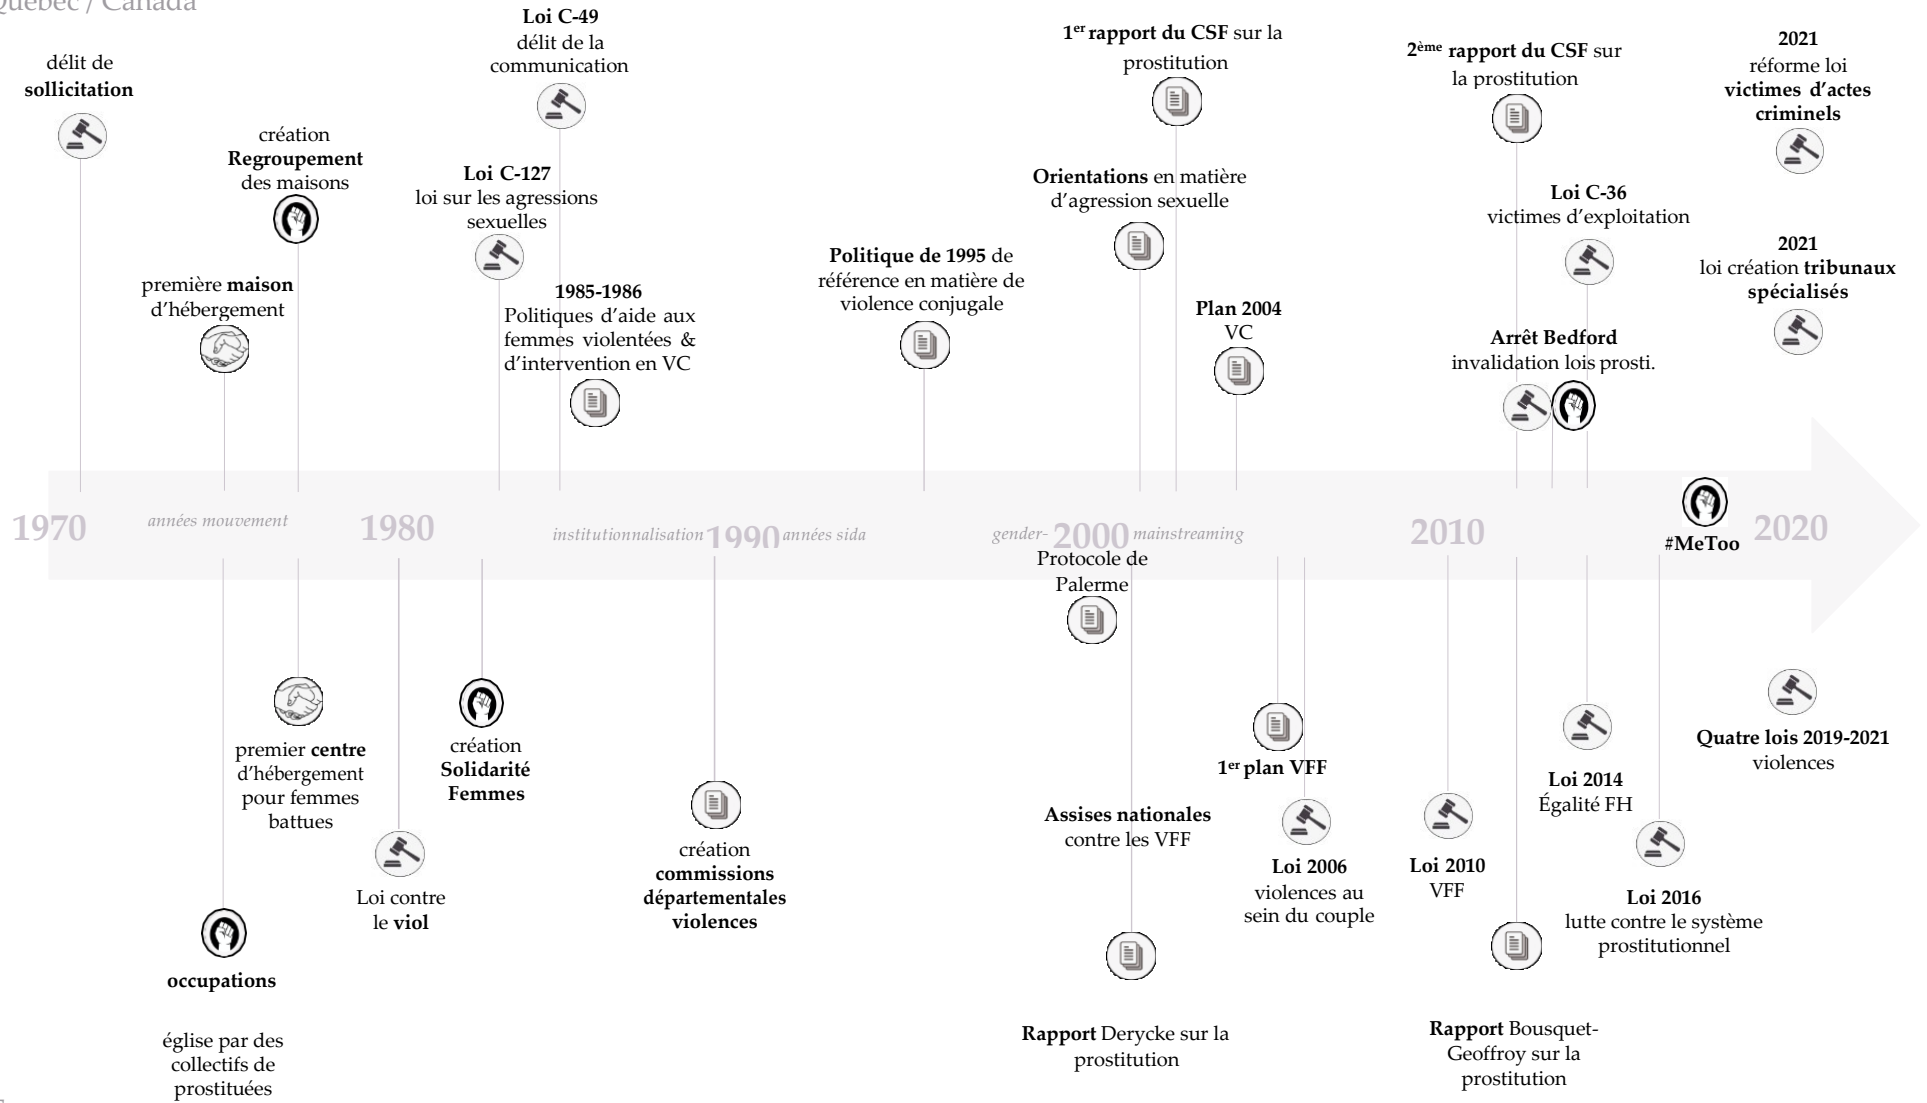 Québec / Canada
délit de
sollicitation
création
Regroupement
des maisons
première maison
d'hébergement
Loi C-49
délit de la
communication
Loi C-127
loi sur les agressions
sexuelles
1985-1986
Politiques d'aide aux
femmes violentées &
d'intervention en VC
Politique de 1995 de
référence en matière de
violence conjugale
1er rapport du CSF sur la
prostitution
Orientations en matière
d'agression sexuelle
Plan 2004
VC
2ème rapport du CSF sur
la prostitution
Loi C-36
victimes d'exploitation
Arrêt Bedford
invalidation lois prosti.
2021
réforme loi
victimes d'actes
criminels
2021
loi création tribunaux
spécialisés
1970
années mouvement
1980
institutionnalisation
1990
années sida
gender-
2000
mainstreaming
2010
#MeToo
2020
occupations
église par des
collectifs de
prostituées
premier centre
d'hébergement
pour femmes
battues
Loi contre
le viol
création
Solidarité
Femmes
création
commissions
départementales
violences
Protocole de
Palerme
Assises nationales
contre les VFF
Rapport Derycke sur la
prostitution
1er plan VFF
Loi 2006
violences au
sein du couple
Loi 2010
VFF
Rapport Bousquet-
Geoffroy sur la
prostitution
Loi 2014
Égalité FH
Loi 2016
lutte contre le système
prostitutionnel
Quatre lois 2019-2021
violences